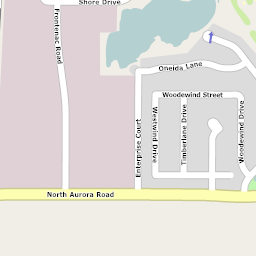 Shore Drive
Frontenac Road
Oneida Lane
Woodewind Street
Westwind Drive
Timberlane Drive
Enterprise Court
Woodewind Drive
North Aurora Road